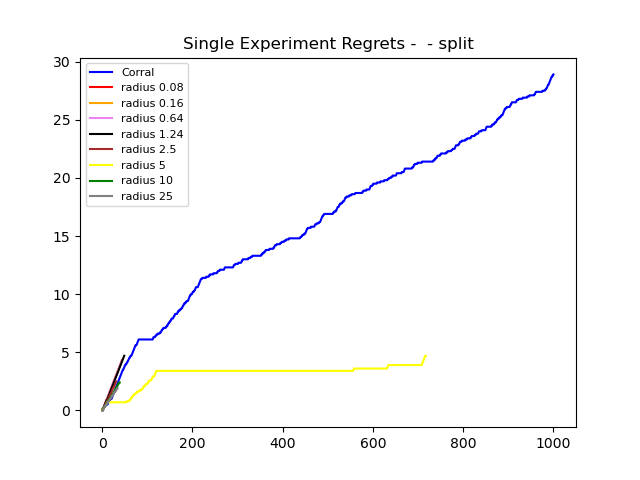 Single Experiment Regrets -  - split
30
25
20
15
10
5
0
Corral
radius 0.08
radius 0.16
radius 0.64
radius 1.24
radius 2.5
radius 5
radius 10
radius 25
0 200 400 600 800 1000